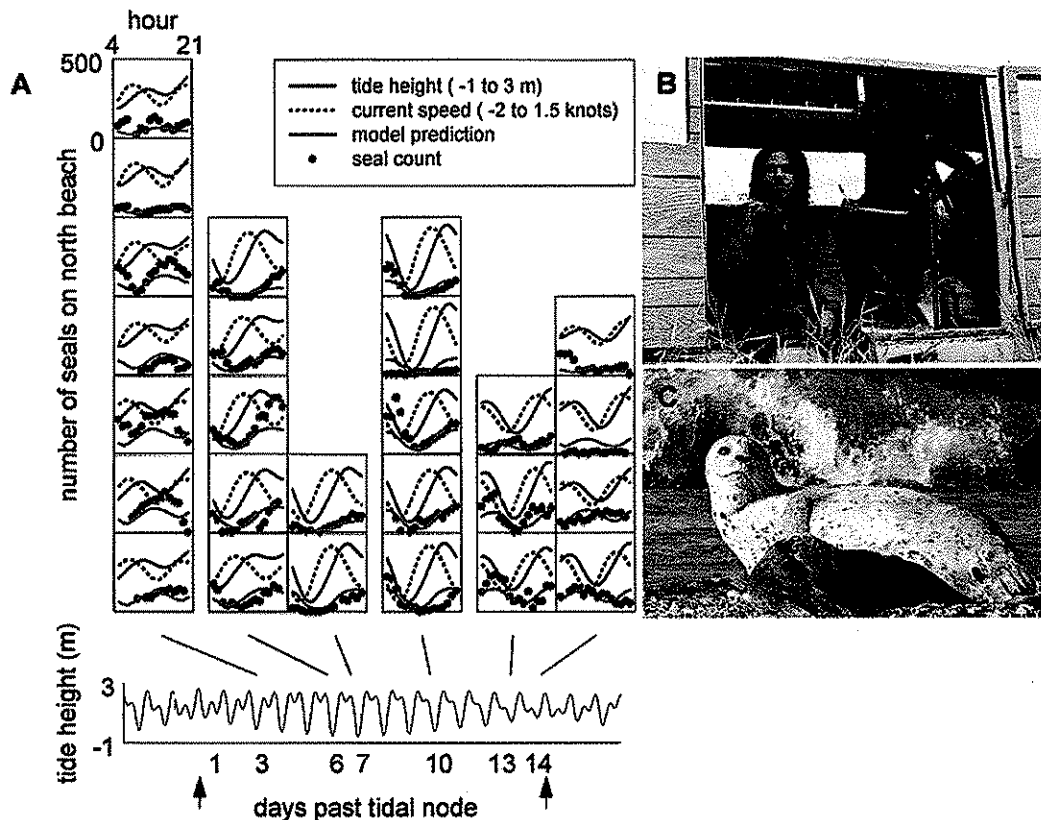 hour
4 21
A
500
0
number of seals on north beach
tide height ( -1 to 3 m)
current speed ( -2 to 1.5 knots)
model prediction
seal count
B
C
tide height (m)
3
-1
1 3 6 7 10 13 14
days past tidal node